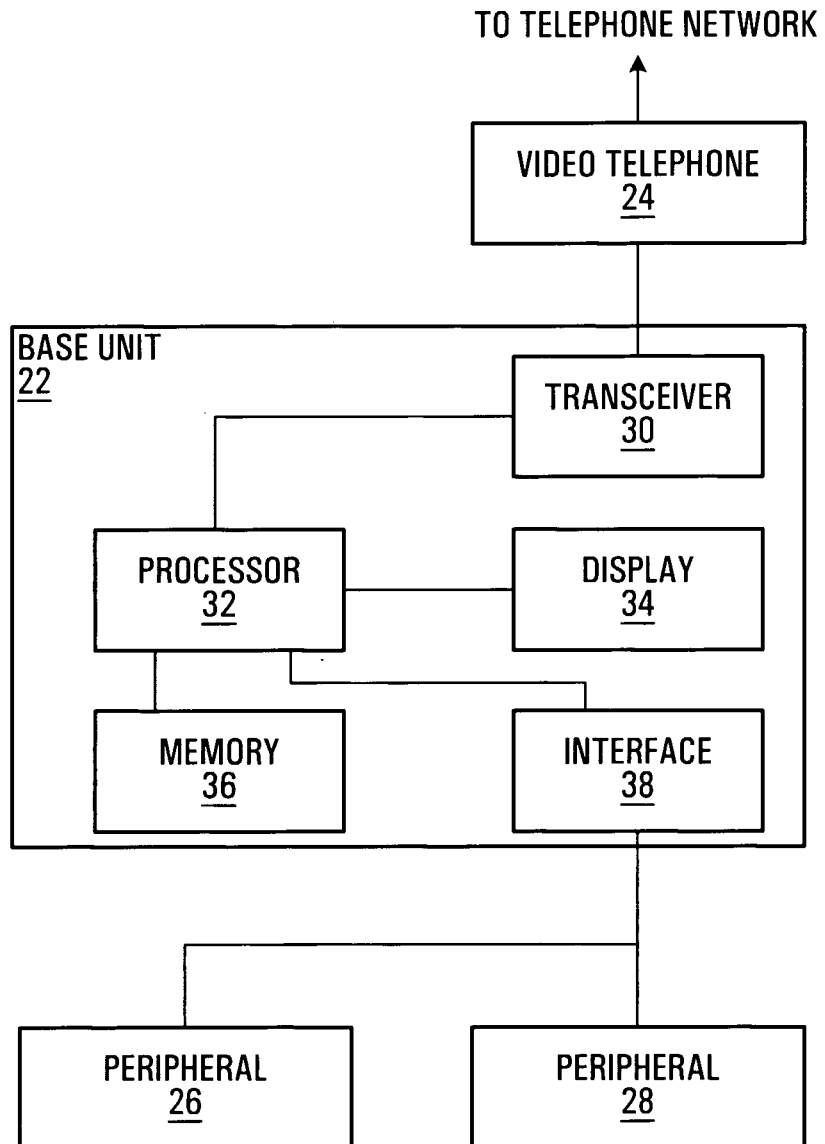 TO TELEPHONE NETWORK
VIDEO TELEPHONE
24
BASE UNIT
22
TRANSCEIVER
30
PROCESSOR
32
DISPLAY
34
MEMORY
36
INTERFACE
38
PERIPHERAL
26
PERIPHERAL
28